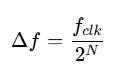 Δf = f_clk / 2^N